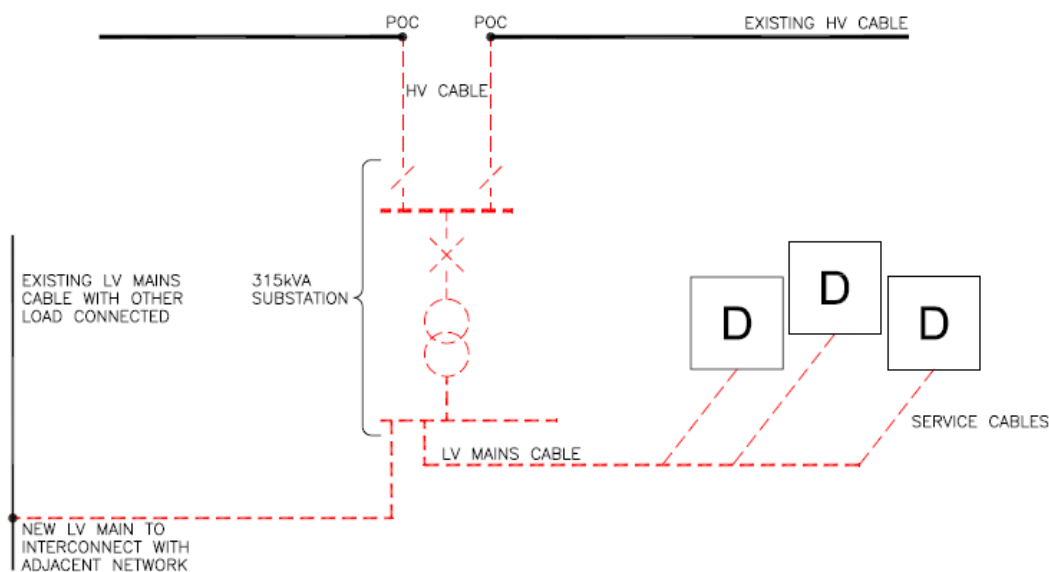 POC
POC
EXISTING HV CABLE
HV CABLE
EXISTING LV MAINS
CABLE WITH OTHER
LOAD CONNECTED
315kVA
SUBSTATION
D
D
D
SERVICE CABLES
LV MAINS CABLE
NEW LV MAIN TO
INTERCONNECT WITH
ADJACENT NETWORK